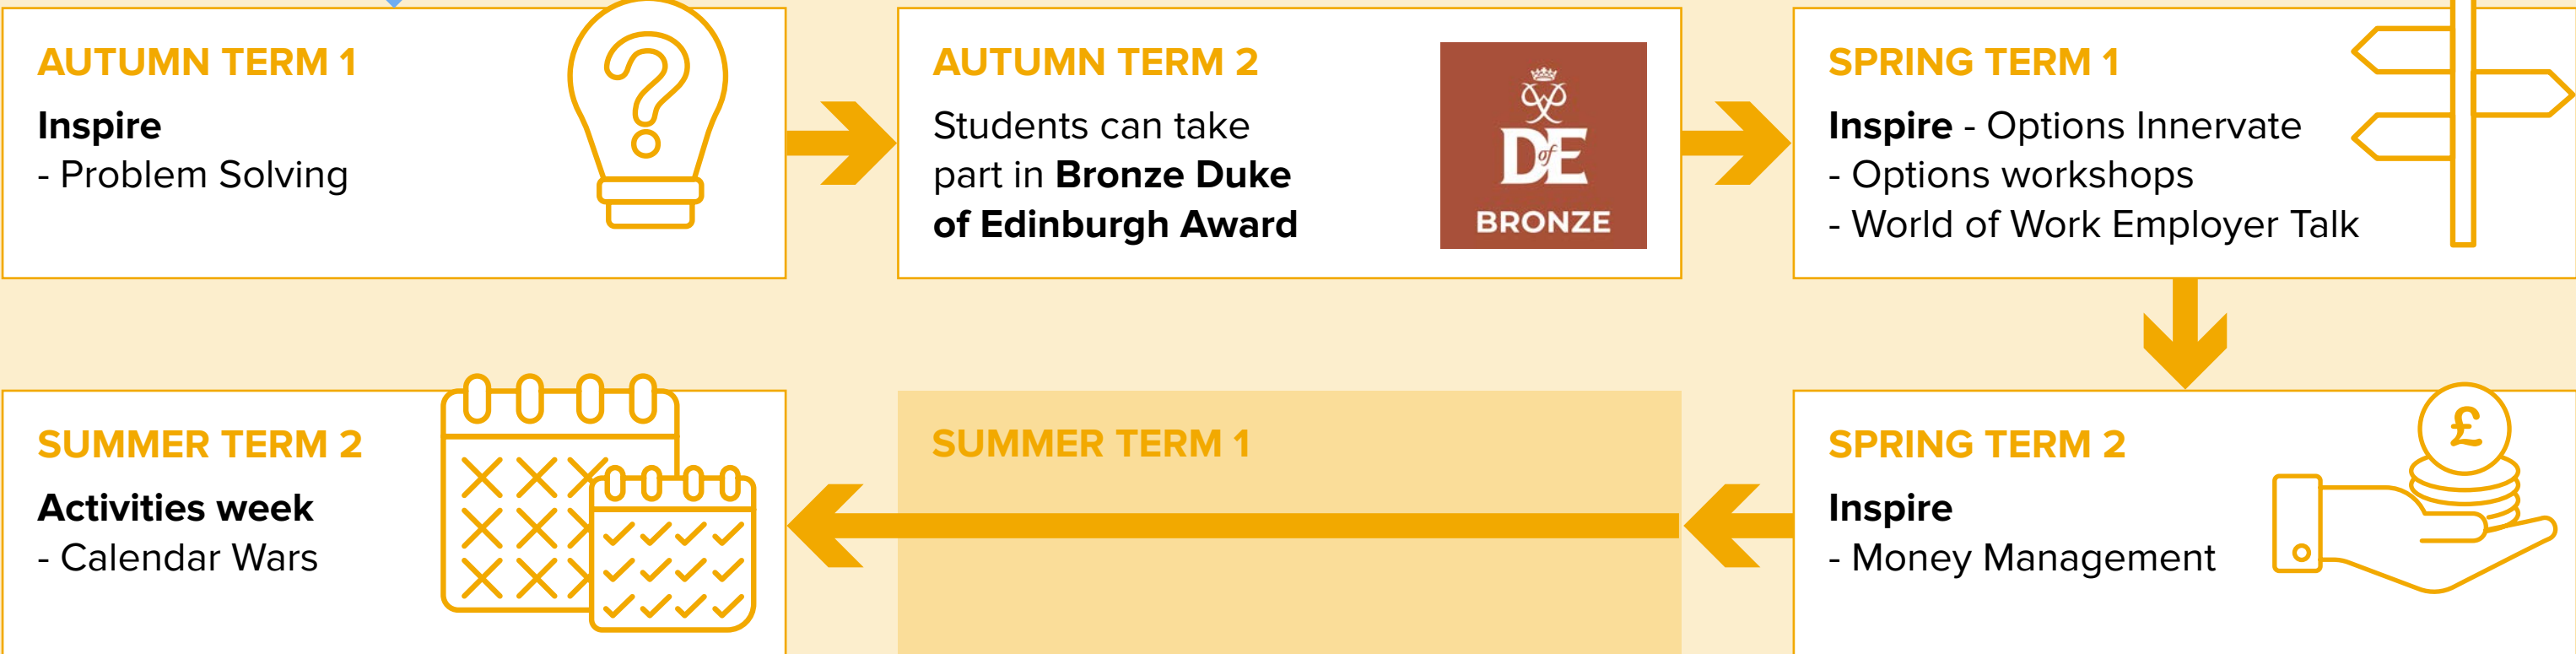 AUTUMN TERM 1
Inspire
- Problem Solving
AUTUMN TERM 2
Students can take
part in Bronze Duke
of Edinburgh Award
DofE
BRONZE
SPRING TERM 1
Inspire - Options Innervate
- Options workshops
- World of Work Employer Talk
SPRING TERM 2
Inspire
- Money Management
£
SUMMER TERM 1
SUMMER TERM 2
Activities week
- Calendar Wars